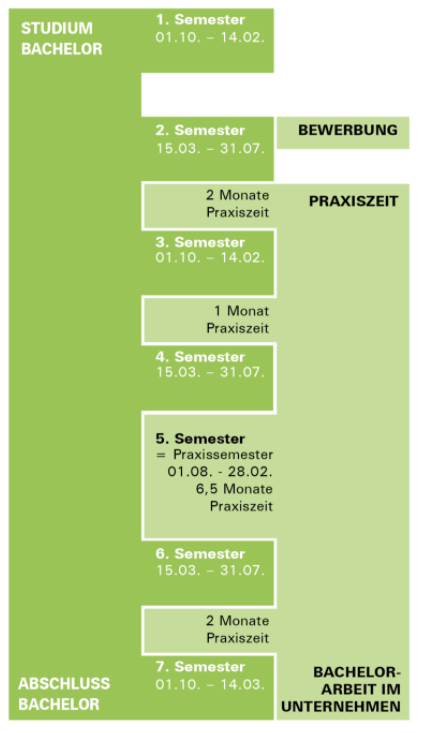 STUDIUM
BACHELOR
1. Semester
01.10. – 14.02.
2. Semester
15.03. – 31.07.
BEWERBUNG
2 Monate
Praxiszeit
PRAXISZEIT
3. Semester
01.10. – 14.02.
1 Monat
Praxiszeit
4. Semester
15.03. – 31.07.
5. Semester
= Praxissemester
01.08. - 28.02.
6,5 Monate
Praxiszeit
6. Semester
15.03. – 31.07.
2 Monate
Praxiszeit
7. Semester
01.10. – 14.03.
ABSCHLUSS
BACHELOR
BACHELOR-
ARBEIT IM
UNTERNEHMEN